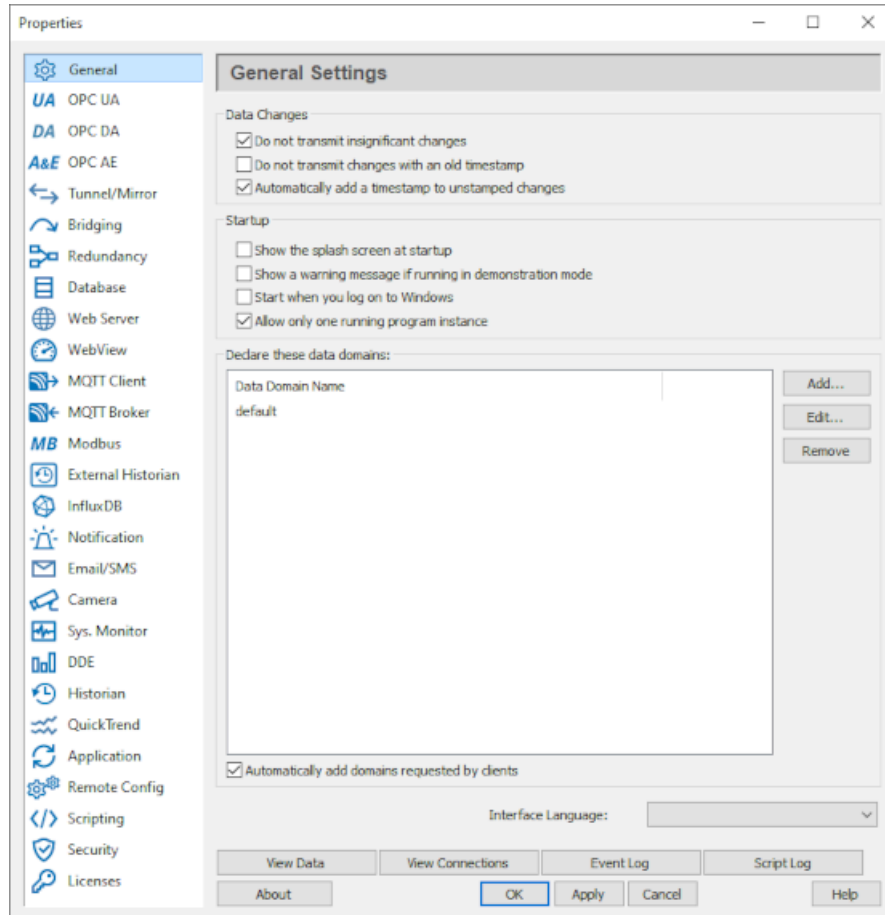 Properties
General
UA OPC UA
DA OPC DA
A&E OPC AE
Tunnel/Mirror
Bridging
Redundancy
Database
Web Server
WebView
MQTT Client
MQTT Broker
MB Modbus
External Historian
InfluxDB
Notification
Email/SMS
Camera
Sys. Monitor
DDE
Historian
QuickTrend
Application
Remote Config
Scripting
Security
Licenses
General Settings
Data Changes
Do not transmit insignificant changes
Do not transmit changes with an old timestamp
Automatically add a timestamp to unstamped changes
Startup
Show the splash screen at startup
Show a warning message if running in demonstration mode
Start when you log on to Windows
Allow only one running program instance
Declare these data domains:
Data Domain Name
default
Add...
Edit...
Remove
Automatically add domains requested by clients
Interface Language:
View Data View Connections Event Log Script Log
About OK Apply Cancel Help